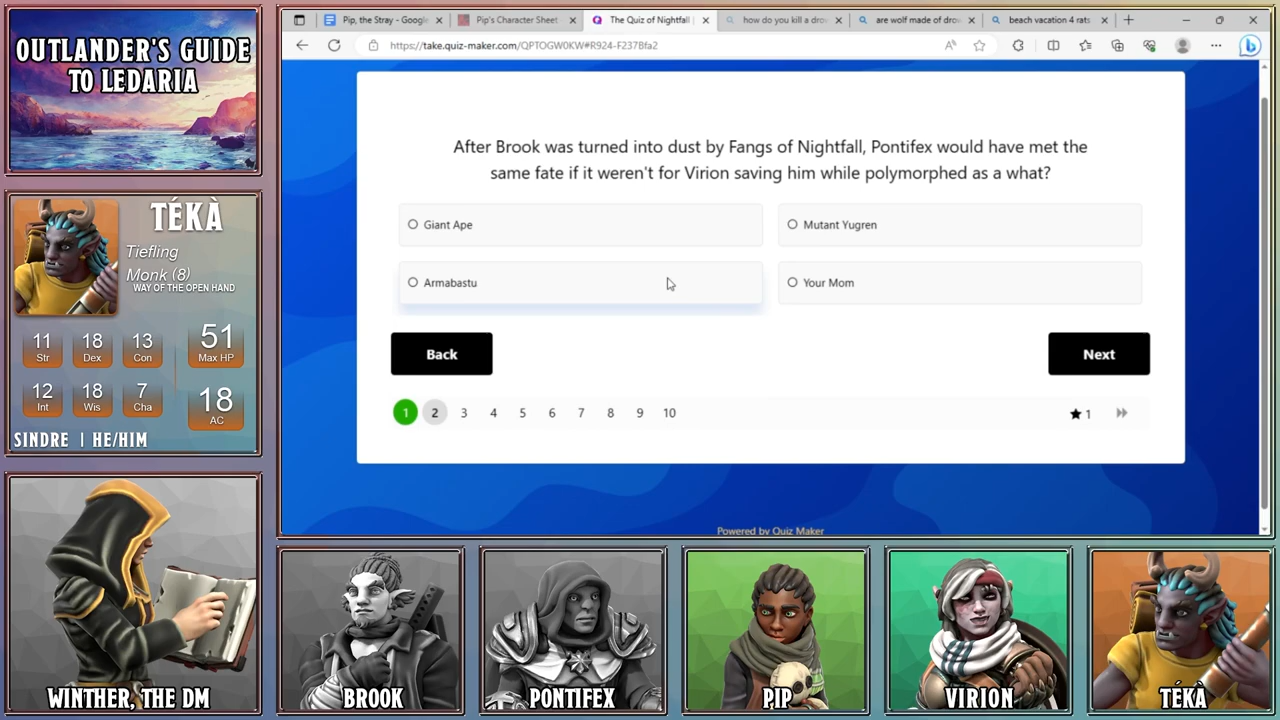 OUTLANDER'S GUIDE
TO LEDARIA
TÉKÀ
Tiefling
Monk (8)
WAY OF THE OPEN HAND
11
Str
18
Dex
13
Con
51
Max HP
12
Int
18
Wis
7
Cha
18
AC
SINDRE | HE/HIM
WINTHER, THE DM
Pip, the Stray - Google
Pip's Character Sheet
The Quiz of Nightfall
how do you kill a dro
are wolf made of dro
beach vacation 4 rats
https://take.quiz-maker.com/QPTOGW0KW#R924-F237Bfa2
After Brook was turned into dust by Fangs of Nightfall, Pontifex would have met the
same fate if it weren't for Virion saving him while polymorphed as a what?
Giant Ape
Mutant Yugren
Armabastu
Your Mom
Back
Next
1 2 3 4 5 6 7 8 9 10
1
Powered by Quiz Maker
BROOK
PONTIFEX
PIP
VIRION
TÉKÀ